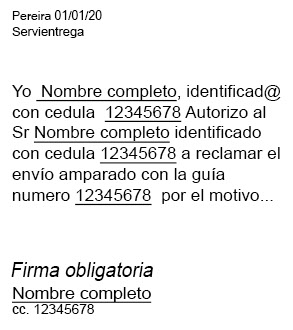 Pereira 01/01/20
Servientrega
Yo Nombre completo, identificad@
con cedula 12345678 Autorizo al
Sr Nombre completo identificado
con cedula 12345678 a reclamar el
envío amparado con la guía
numero 12345678 por el motivo...
Firma obligatoria
Nombre completo
cc. 12345678